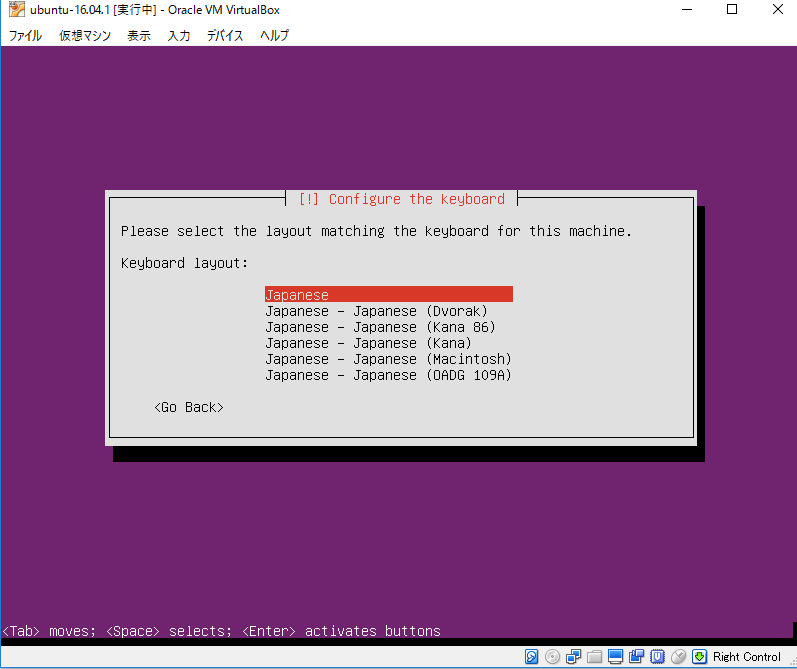 ubuntu-16.04.1 [実行中] - Oracle VM VirtualBox
ファイル 仮想マシン 表示 入力 デバイス ヘルプ
[!] Configure the keyboard
Please select the layout matching the keyboard for this machine.
Keyboard layout:
Japanese
Japanese - Japanese (Dvorak)
Japanese - Japanese (Kana 86)
Japanese - Japanese (Kana)
Japanese - Japanese (Macintosh)
Japanese - Japanese (OADG 109A)
<Go Back>
<Tab> moves; <Space> selects; <Enter> activates buttons
Right Control